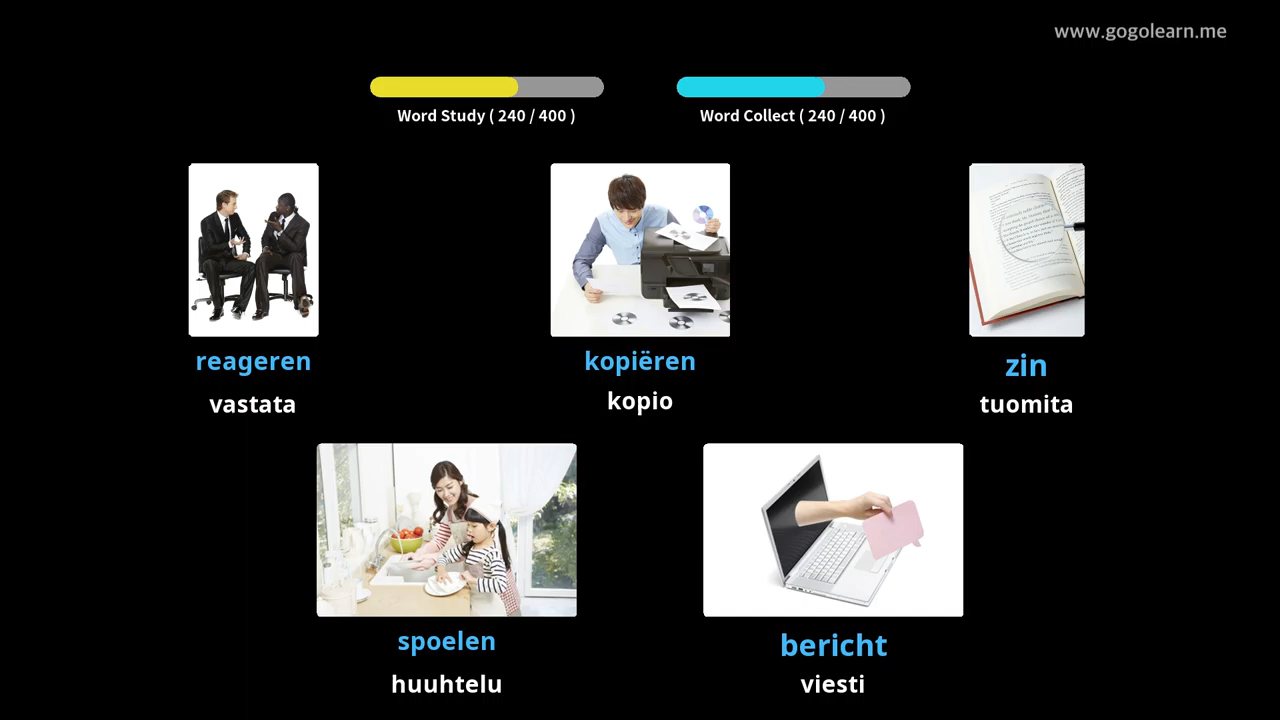 www.gogolearn.me
Word Study ( 240 / 400 )
Word Collect ( 240 / 400 )
reageren
kopiëren
zin
vastata
kopio
tuomita
spoelen
bericht
huuhtelu
viesti